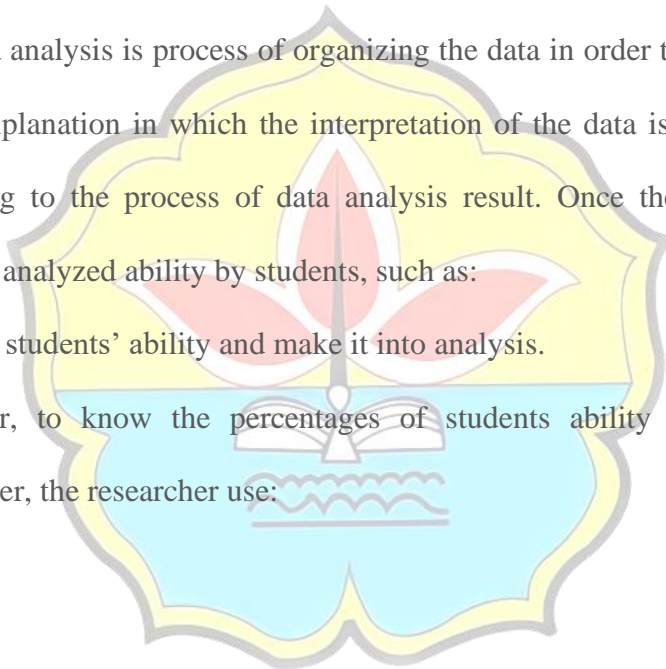 analysis is process of organizing the data in order t
planation in which the interpretation of the data is
g to the process of data analysis result. Once the
analyzed ability by students, such as:
students’ ability and make it into analysis.
r, to know the percentages of students ability
er, the researcher use: